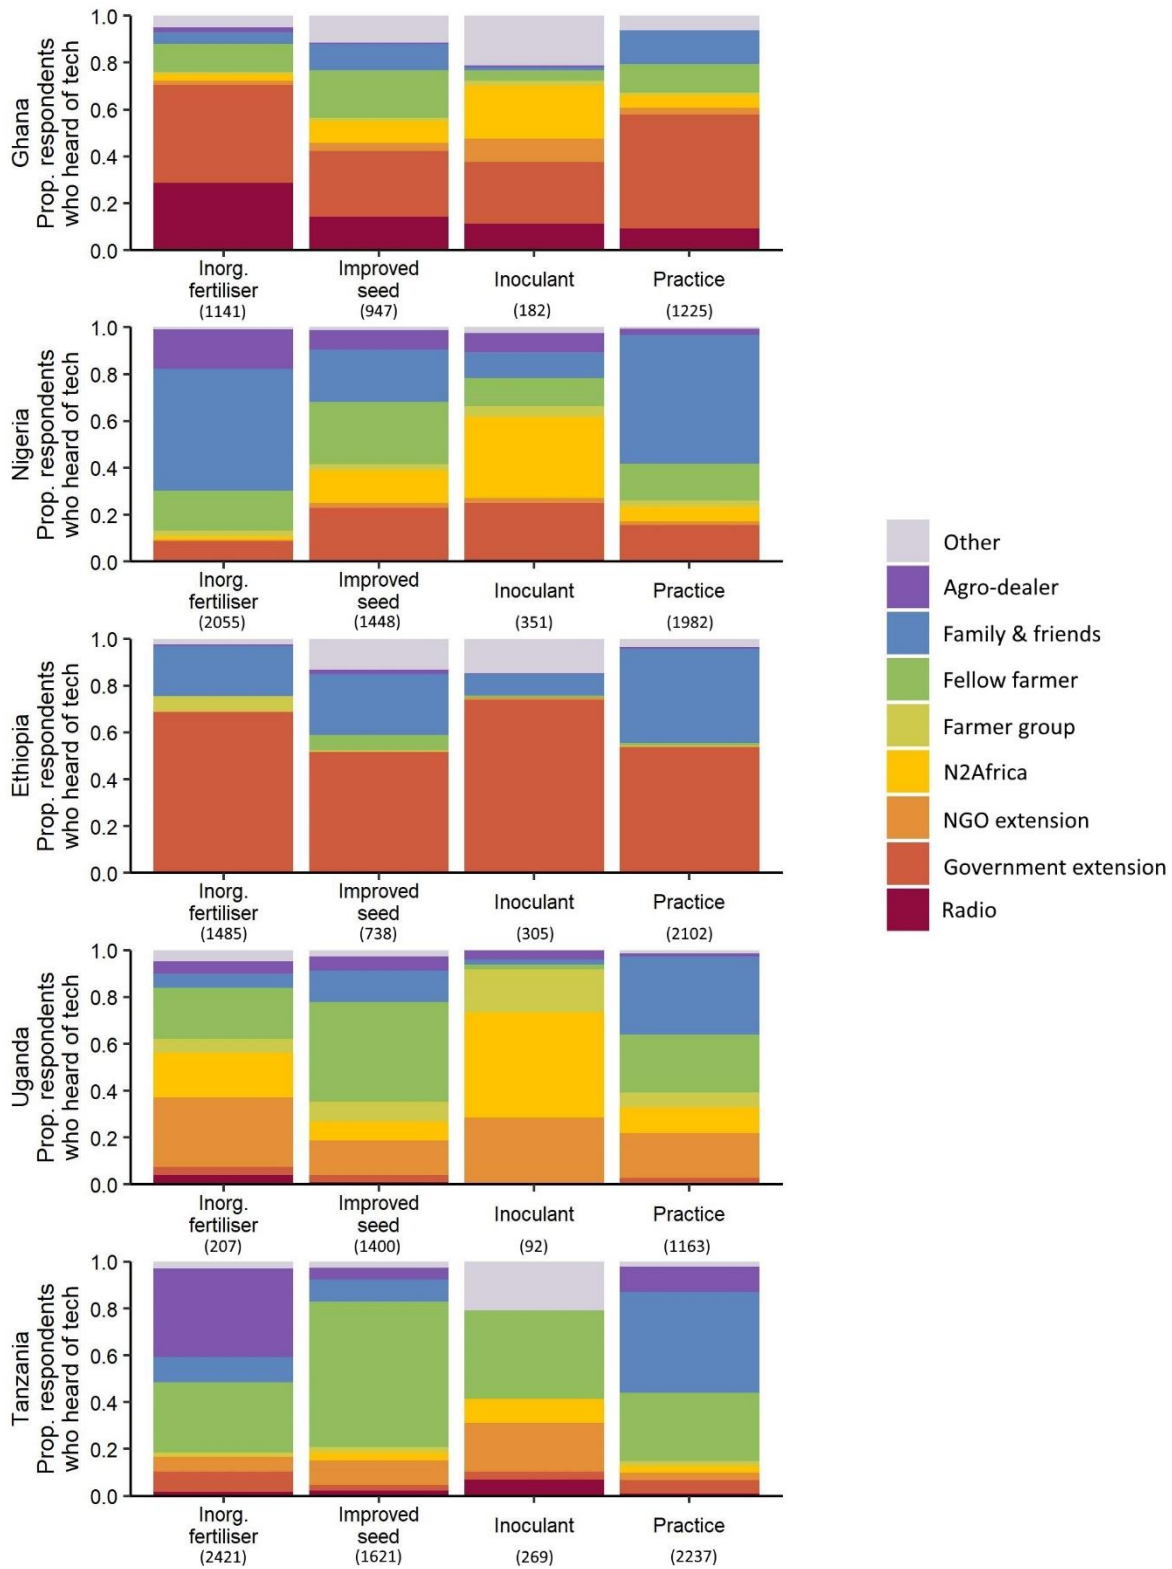 Ghana
Prop. respondents
who heard of tech
1.0
0.8
0.6
0.4
0.2
0.0
Inorg.
fertiliser
(1141)
Improved
seed
(947)
Inoculant
(182)
Practice
(1225)
Nigeria
Prop. respondents
who heard of tech
1.0
0.8
0.6
0.4
0.2
0.0
Inorg.
fertiliser
(2055)
Improved
seed
(1448)
Inoculant
(351)
Practice
(1982)
Ethiopia
Prop. respondents
who heard of tech
1.0
0.8
0.6
0.4
0.2
0.0
Inorg.
fertiliser
(1485)
Improved
seed
(738)
Inoculant
(305)
Practice
(2102)
Uganda
Prop. respondents
who heard of tech
1.0
0.8
0.6
0.4
0.2
0.0
Inorg.
fertiliser
(207)
Improved
seed
(1400)
Inoculant
(92)
Practice
(1163)
Tanzania
Prop. respondents
who heard of tech
1.0
0.8
0.6
0.4
0.2
0.0
Inorg.
fertiliser
(2421)
Improved
seed
(1621)
Inoculant
(269)
Practice
(2237)
Other
Agro-dealer
Family & friends
Fellow farmer
Farmer group
N2Africa
NGO extension
Government extension
Radio